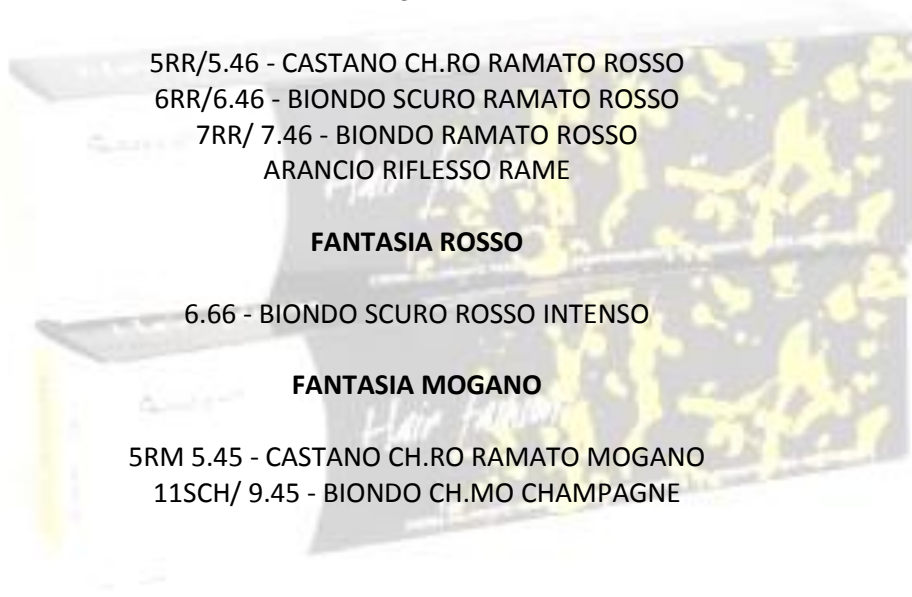 5RR/5.46 - CASTANO CH.RO RAMATO ROSSO
6RR/6.46 - BIONDO SCURO RAMATO ROSSO
7RR/ 7.46 - BIONDO RAMATO ROSSO
ARANCIO RIFLESSO RAME
FANTASIA ROSSO
6.66 - BIONDO SCURO ROSSO INTENSO
FANTASIA MOGANO
Hair Fashion
5RM 5.45 - CASTANO CH.RO RAMATO MOGANO
11SCH/ 9.45 - BIONDO CH.MO CHAMPAGNE